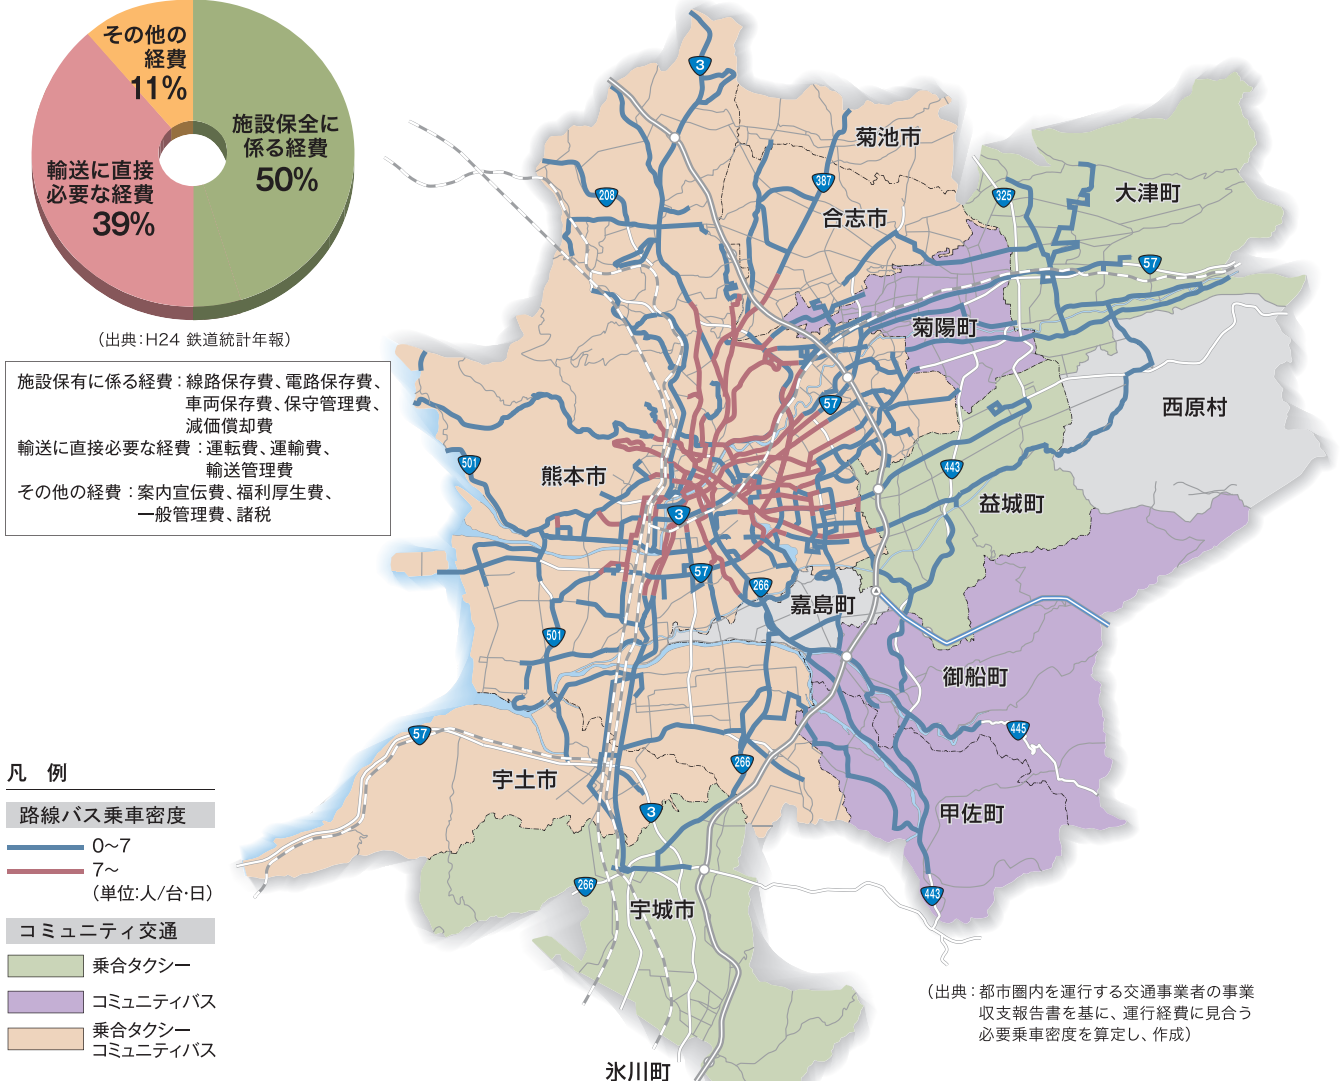 その他の
経費
11%
施設保全に
係る経費
50%
輸送に直接
必要な経費
39%
（出典：H24 鉄道統計年報）
施設保有に係る経費：線路保存費、電路保存費、
車両保存費、保守管理費、
減価償却費
輸送に直接必要な経費：運転費、運輸費、
輸送管理費
その他の経費：案内宣伝費、福利厚生費、
一般管理費、諸税
3
菊池市
387
208
合志市
325
大津町
57
菊陽町
57
西原村
501
熊本市
443
益城町
3
57
266
嘉島町
501
御船町
57
445
宇土市
266
3
甲佐町
266
443
宇城市
氷川町
凡 例
路線バス乗車密度
0～7
7～
（単位：人/台・日）
コミュニティ交通
乗合タクシー
コミュニティバス
乗合タクシー
コミュニティバス
（出典：都市圏内を運行する交通事業者の事業
収支報告書を基に、運行経費に見合う
必要乗車密度を算定し、作成）